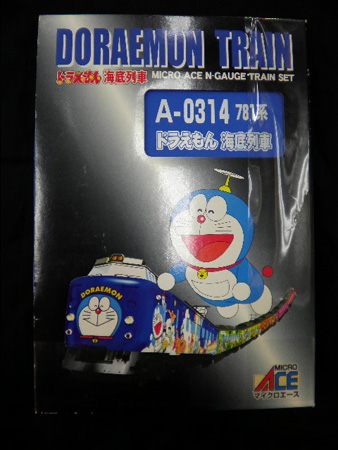 DORAEMON TRAIN
ドラえもん 海底列車 MICRO ACE N-GAUGE TRAIN SET
A-0314 781系
ドラえもん 海底列車
DORAEMON
MICRO
ACE
マイクロエース